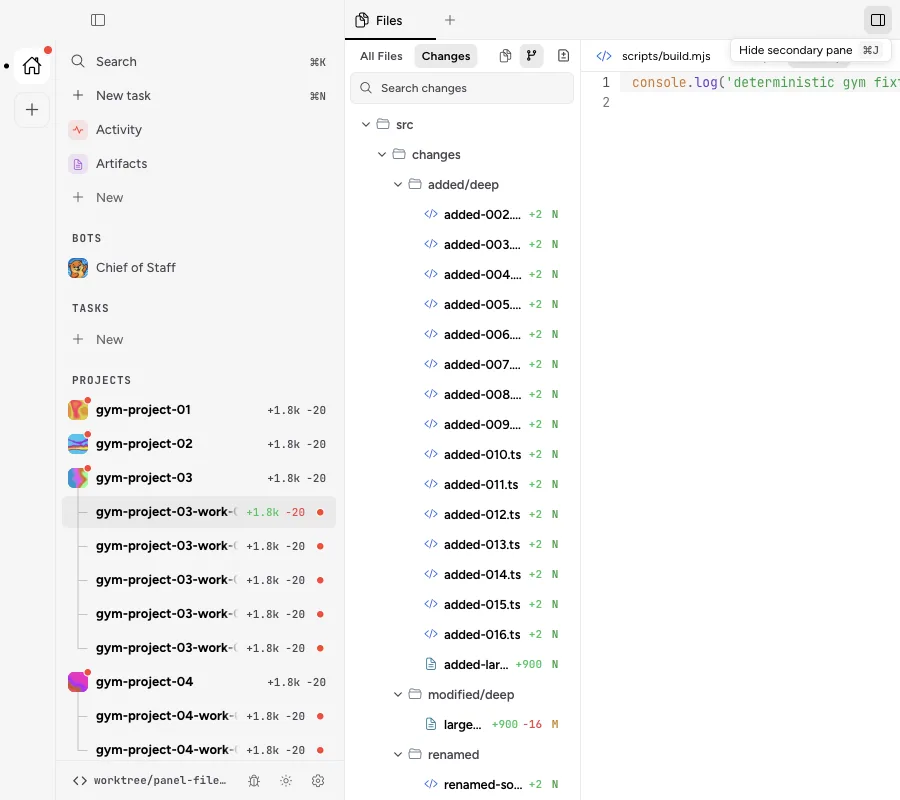 Files
Hide secondary pane ⌘J
Search ⌘K
New task ⌘N
Activity
Artifacts
New
BOTS
Chief of Staff
TASKS
New
PROJECTS
gym-project-01 +1.8k -20
gym-project-02 +1.8k -20
gym-project-03 +1.8k -20
gym-project-03-work- +1.8k -20
gym-project-03-work- +1.8k -20
gym-project-03-work- +1.8k -20
gym-project-03-work- +1.8k -20
gym-project-03-work- +1.8k -20
gym-project-04 +1.8k -20
gym-project-04-work- +1.8k -20
gym-project-04-work- +1.8k -20
worktree/panel-file…
All Files Changes
Search changes
src
changes
added/deep
added-002.... +2 N
added-003.... +2 N
added-004.... +2 N
added-005.... +2 N
added-006.... +2 N
added-007.... +2 N
added-008.... +2 N
added-009.... +2 N
added-010.ts +2 N
added-011.ts +2 N
added-012.ts +2 N
added-013.ts +2 N
added-014.ts +2 N
added-015.ts +2 N
added-016.ts +2 N
added-lar... +900 N
modified/deep
large... +900 -16 M
renamed
renamed-so... +2 N
scripts/build.mjs
1 console.log('deterministic gym fixt
2